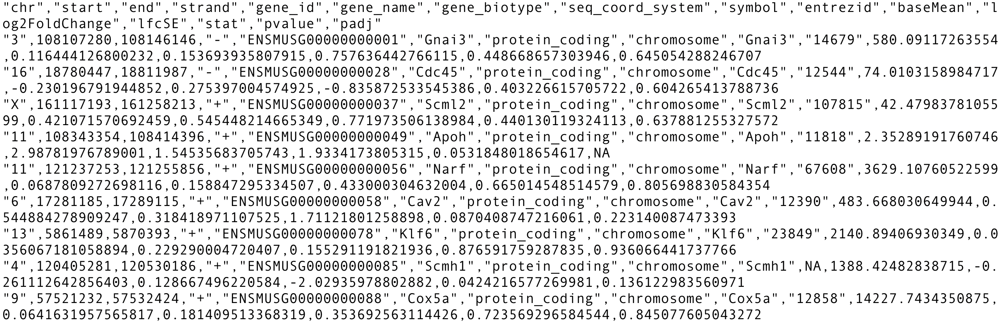 "chr","start","end","strand","gene_id","gene_name","gene_biotype","seq_coord_system","symbol","entrezid","baseMean","l
og2FoldChange","lfcSE","stat","pvalue","padj"
"3",108107280,108146146,"-","ENSMUSG00000000001","Gnai3","protein_coding","chromosome","Gnai3","14679",580.09117263554
,0.116444126800232,0.153693935807915,0.757636442766115,0.448668657303946,0.645054288246707
"16",18780447,18811987,"-","ENSMUSG00000000028","Cdc45","protein_coding","chromosome","Cdc45","12544",74.0103158984717
,-0.230196791944852,0.275397004574925,-0.835872533545386,0.403226615705722,0.604265413788736
"X",161117193,161258213,"+","ENSMUSG00000000037","Scml2","protein_coding","chromosome","Scml2","107815",42.47983781055
99,0.421071570692459,0.545448214665349,0.771973506138984,0.440130119324113,0.637881255327572
"11",108343354,108414396,"+","ENSMUSG00000000049","Apoh","protein_coding","chromosome","Apoh","11818",2.35289191760746
,2.98781976789001,1.54535683705743,1.9334173805315,0.0531848018654617,NA
"11",121237253,121255856,"+","ENSMUSG00000000056","Narf","protein_coding","chromosome","Narf","67608",3629.10760522599
,0.0687809272698116,0.158847295334507,0.433000304632004,0.665014548514579,0.805698830584354
"6",17281185,17289115,"+","ENSMUSG00000000058","Cav2","protein_coding","chromosome","Cav2","12390",483.668030649944,0.
544884278909247,0.318418971107525,1.71121801258898,0.0870408747216061,0.223140087473393
"13",5861489,5870393,"+","ENSMUSG00000000078","Klf6","protein_coding","chromosome","Klf6","23849",2140.89406930349,0.0
356067181058894,0.229290004720407,0.155291191821936,0.876591759287835,0.936066441737766
"4",120405281,120530186,"+","ENSMUSG00000000085","Scmh1","protein_coding","chromosome","Scmh1",NA,1388.42482838715,-0.
261112642856403,0.128667496220584,-2.02935978802882,0.0424216577269981,0.136122983560971
"9",57521232,57532424,"+","ENSMUSG00000000088","Cox5a","protein_coding","chromosome","Cox5a","12858",14227.7434350875,
0.0641631957565817,0.181409513368319,0.353692563114426,0.723569296584544,0.845077605043272